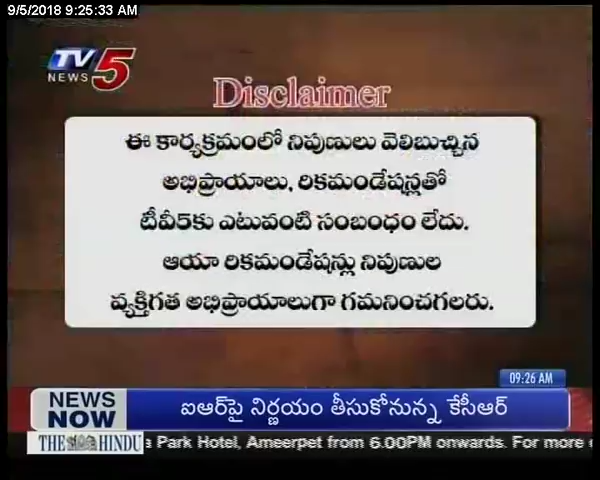 9/5/2018 9:25:33 AM
TV5
NEWS
Disclaimer
ఈ కార్యక్రమంలో నిపుణులు వెలిబుచ్చిన
అభిప్రాయాలు, రికమండేషన్లతో
టీవీ5కు ఎటువంటి సంబంధం లేదు.
ఆయా రికమండేషన్లు నిపుణుల
వ్యక్తిగత అభిప్రాయాలుగా గమనించగలరు.
09:26 AM
NEWS
NOW
ఐఆర్‌పై నిర్ణయం తీసుకోనున్న కేసీఆర్
THE HINDU
a Park Hotel, Ameerpet from 6.00PM onwards. For more